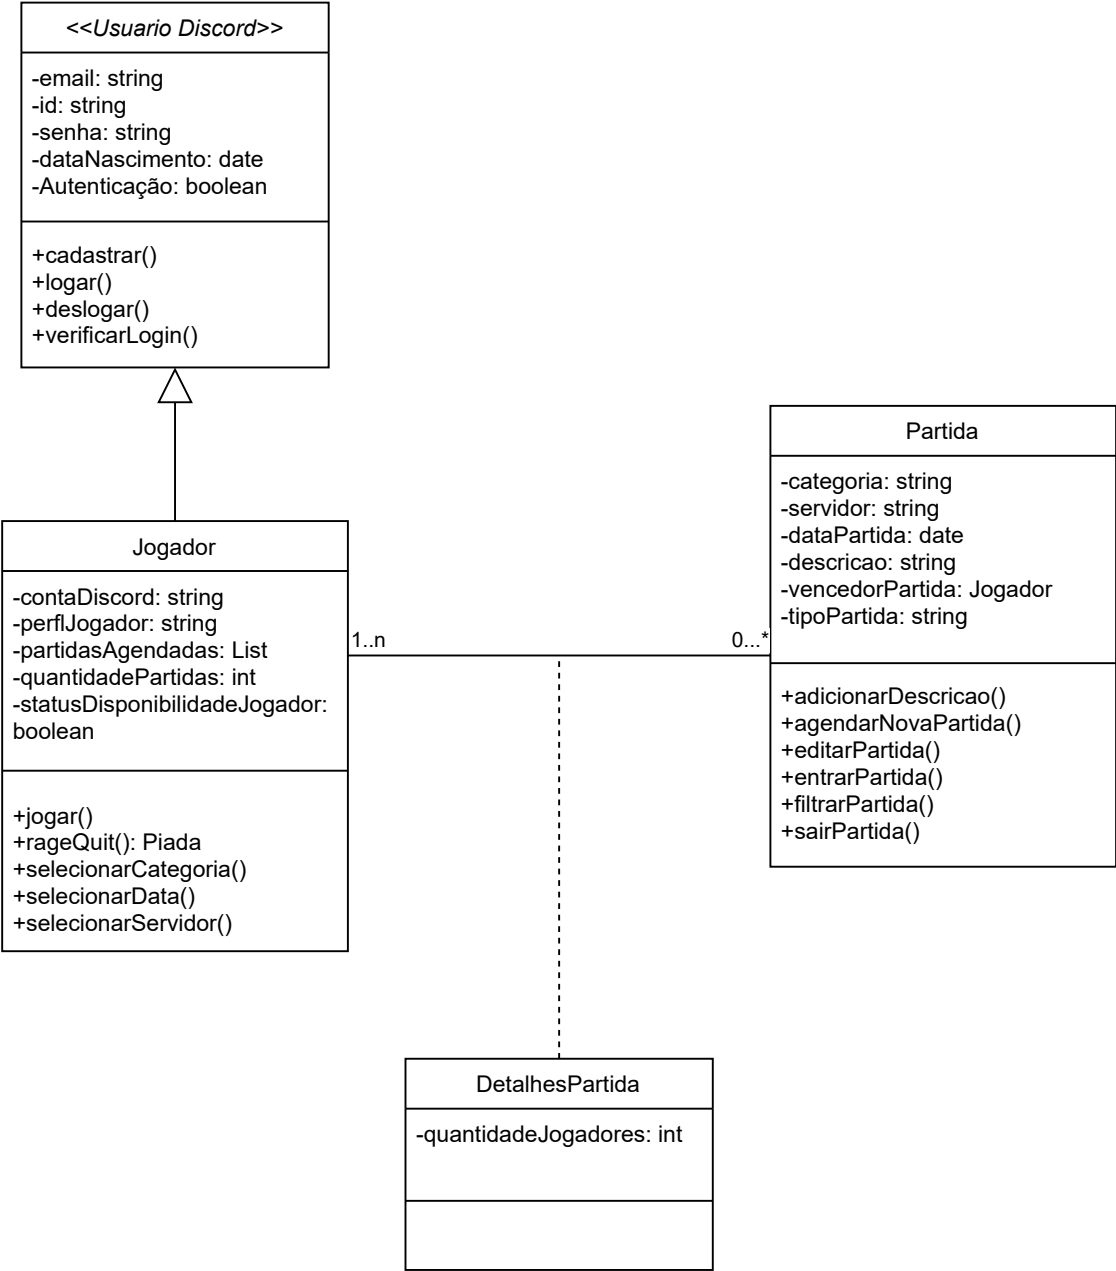 <<Usuario Discord>>
-email: string
-id: string
-senha: string
-dataNascimento: date
-Autenticação: boolean
+cadastrar()
+logar()
+deslogar()
+verificarLogin()
Jogador
-contaDiscord: string
-perflJogador: string
-partidasAgendadas: List
-quantidadePartidas: int
-statusDisponibilidadeJogador:
boolean
+jogar()
+rageQuit(): Piada
+selecionarCategoria()
+selecionarData()
+selecionarServidor()
1..n
0...*
Partida
-categoria: string
-servidor: string
-dataPartida: date
-descricao: string
-vencedorPartida: Jogador
-tipoPartida: string
+adicionarDescricao()
+agendarNovaPartida()
+editarPartida()
+entrarPartida()
+filtrarPartida()
+sairPartida()
DetalhesPartida
-quantidadeJogadores: int